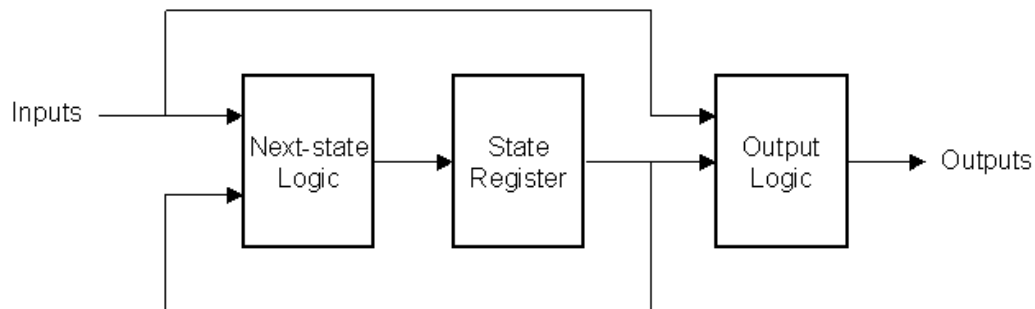 Inputs
Next-state
Logic
State
Register
Output
Logic
Outputs